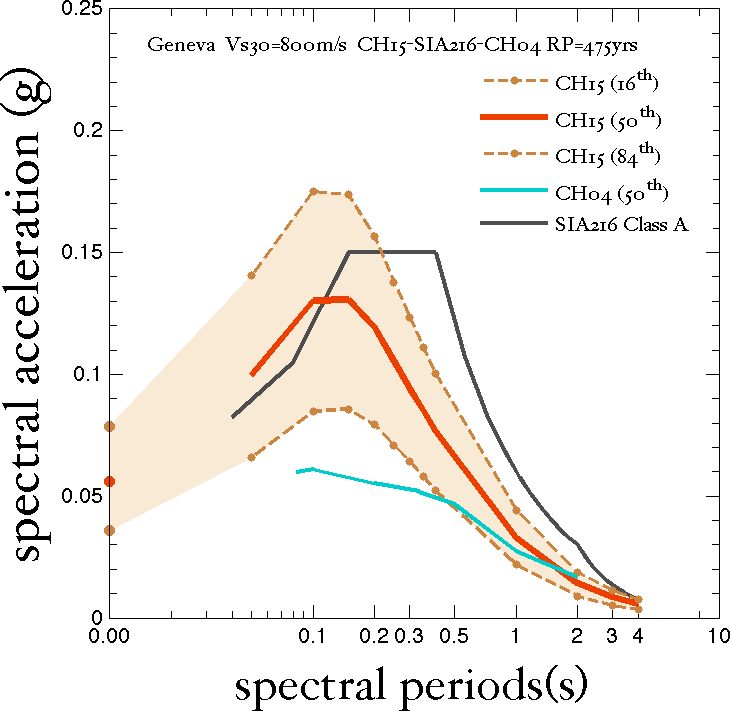 0.25
0.2
0.15
0.1
0.05
0
spectral acceleration (g)
Geneva Vs30=800m/s CH15-SIA216-CH04 RP=475yrs
CH15 (16th)
CH15 (50th)
CH15 (84th)
CH04 (50th)
SIA216 Class A
0.00 0.1 0.2 0.3 0.5 1 2 3 4 10
spectral periods(s)